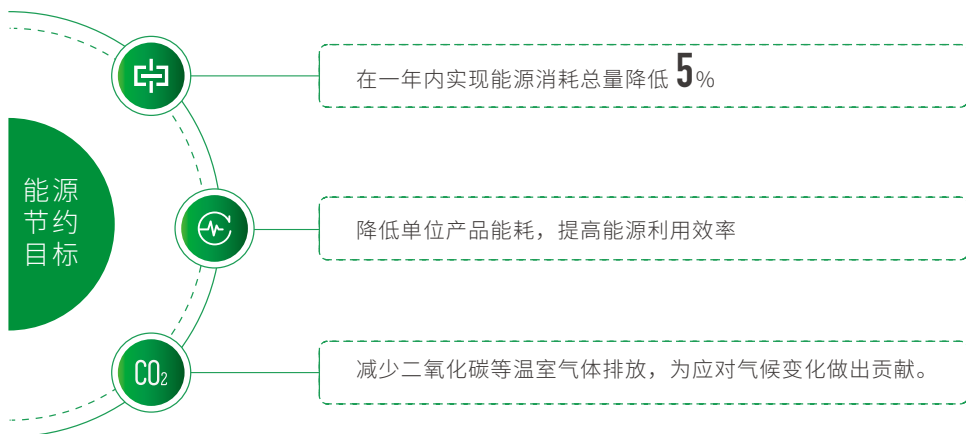 在一年内实现能源消耗总量降低 5%
能源
节约
目标
降低单位产品能耗，提高能源利用效率
CO₂
减少二氧化碳等温室气体排放，为应对气候变化做出贡献。